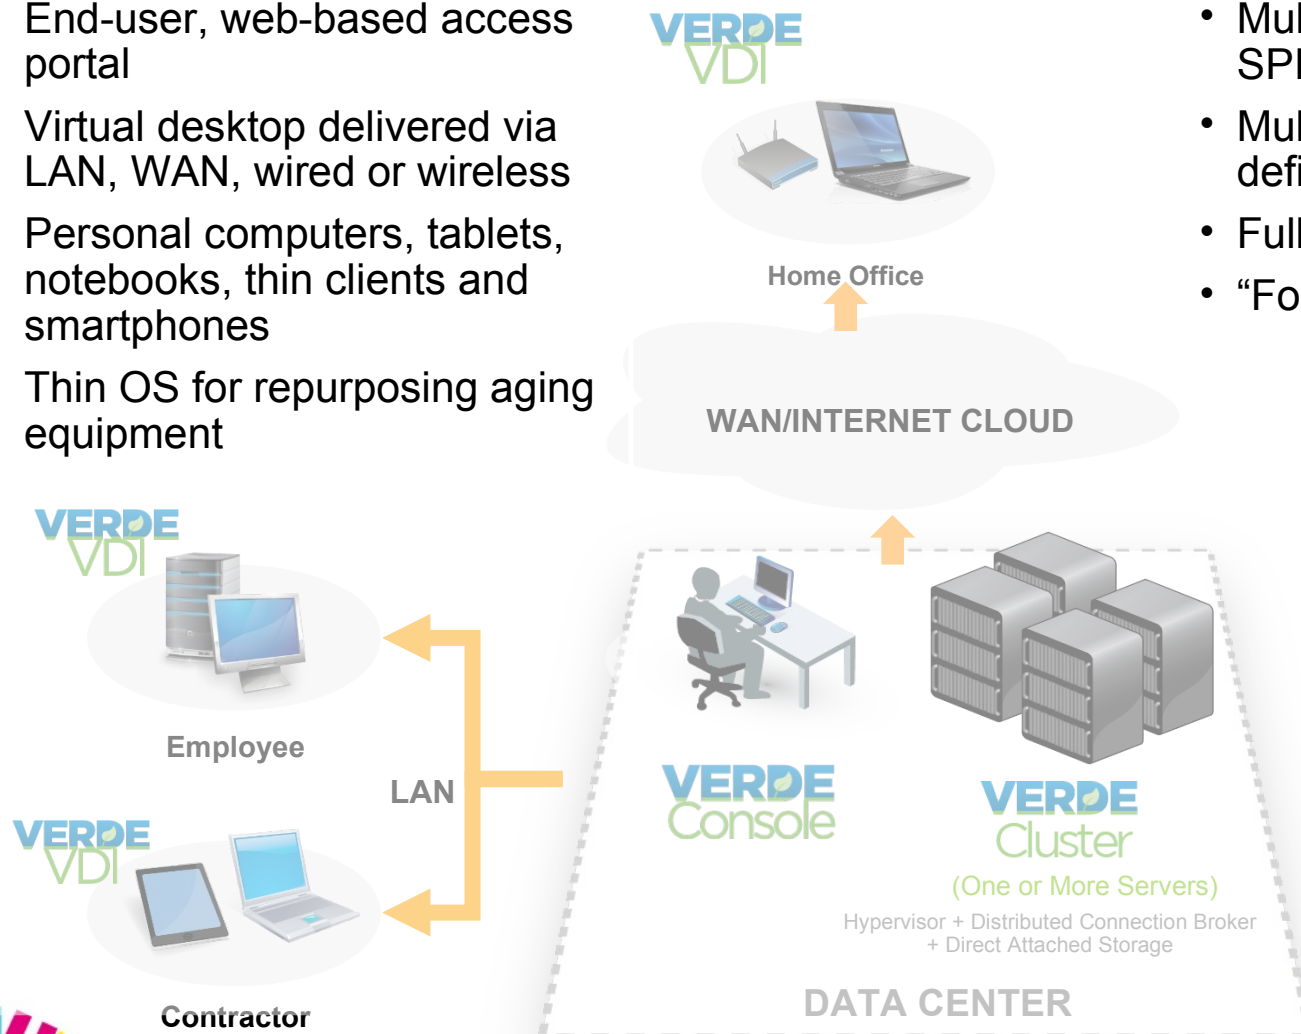 End-user, web-based access
portal
Virtual desktop delivered via
LAN, WAN, wired or wireless
Personal computers, tablets,
notebooks, thin clients and
smartphones
Thin OS for repurposing aging
equipment
VERDE
VDI
Home Office
WAN/INTERNET CLOUD
•
•
• Full
•
VERDE
VDI
Employee
LAN
VERDE
VDI
Contractor
VERDE
Console
VERDE
Cluster
(One or More Servers)
Hypervisor + Distributed Connection Broker
+ Direct Attached Storage
DATA CENTER